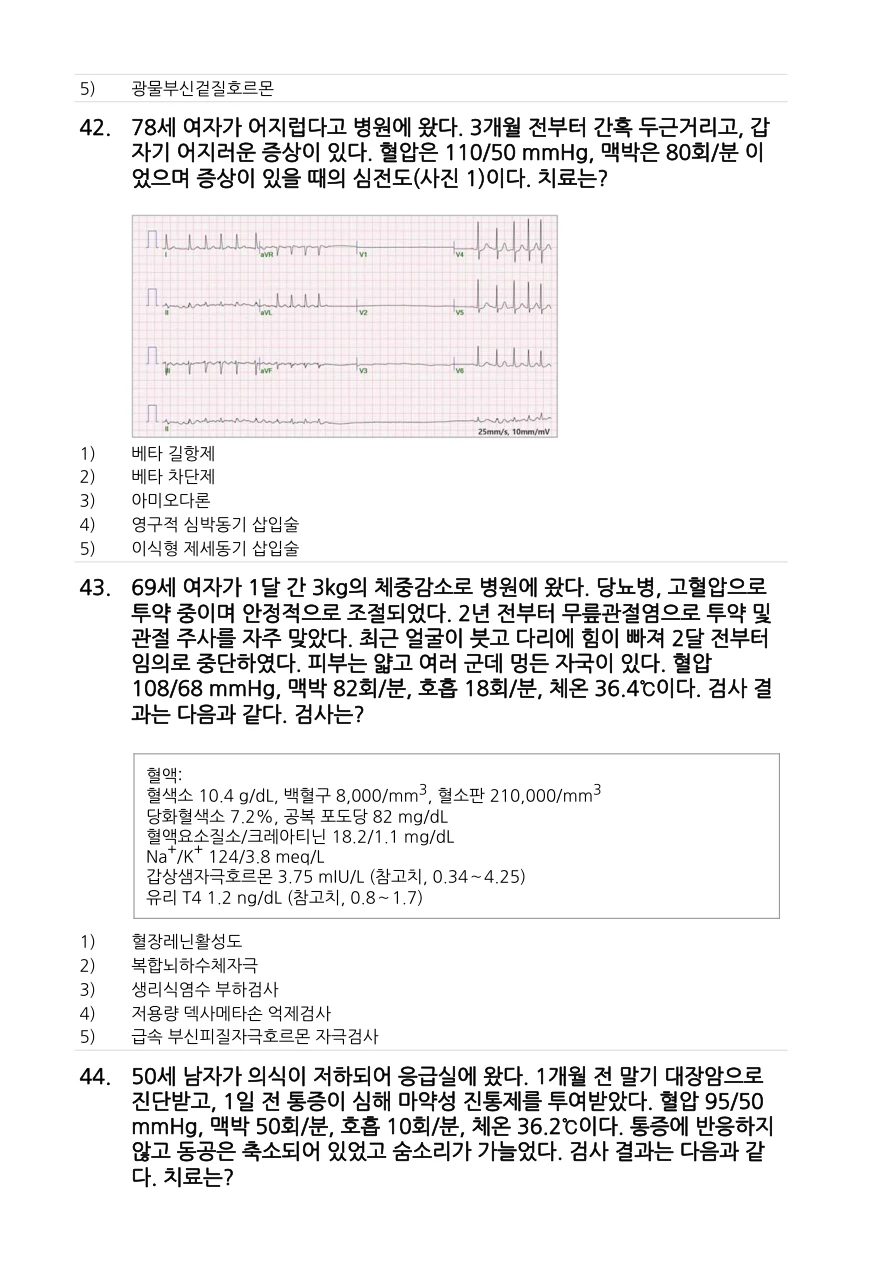 5) 광물부신겉질호르몬
42. 78세 여자가 어지럽다고 병원에 왔다. 3개월 전부터 간혹 두근거리고, 갑
자기 어지러운 증상이 있다. 혈압은 110/50 mmHg, 맥박은 80회/분 이
었으며 증상이 있을 때의 심전도(사진 1)이다. 치료는?
I aVR V1 V4
II aVL V2 V5
III aVF V3 V6
II
25mm/s, 10mm/mV
1) 베타 길항제
2) 베타 차단제
3) 아미오다론
4) 영구적 심박동기 삽입술
5) 이식형 제세동기 삽입술
43. 69세 여자가 1달 간 3kg의 체중감소로 병원에 왔다. 당뇨병, 고혈압으로
투약 중이며 안정적으로 조절되었다. 2년 전부터 무릎관절염으로 투약 및
관절 주사를 자주 맞았다. 최근 얼굴이 붓고 다리에 힘이 빠져 2달 전부터
임의로 중단하였다. 피부는 얇고 여러 군데 멍든 자국이 있다. 혈압
108/68 mmHg, 맥박 82회/분, 호흡 18회/분, 체온 36.4℃이다. 검사 결
과는 다음과 같다. 검사는?
혈액:
혈색소 10.4 g/dL, 백혈구 8,000/mm³, 혈소판 210,000/mm³
당화혈색소 7.2%, 공복 포도당 82 mg/dL
혈액요소질소/크레아티닌 18.2/1.1 mg/dL
Na⁺/K⁺ 124/3.8 meq/L
갑상샘자극호르몬 3.75 mIU/L (참고치, 0.34~4.25)
유리 T4 1.2 ng/dL (참고치, 0.8~1.7)
1) 혈장레닌활성도
2) 복합뇌하수체자극
3) 생리식염수 부하검사
4) 저용량 덱사메타손 억제검사
5) 급속 부신피질자극호르몬 자극검사
44. 50세 남자가 의식이 저하되어 응급실에 왔다. 1개월 전 말기 대장암으로
진단받고, 1일 전 통증이 심해 마약성 진통제를 투여받았다. 혈압 95/50
mmHg, 맥박 50회/분, 호흡 10회/분, 체온 36.2℃이다. 통증에 반응하지
않고 동공은 축소되어 있었고 숨소리가 가늘었다. 검사 결과는 다음과 같
다. 치료는?